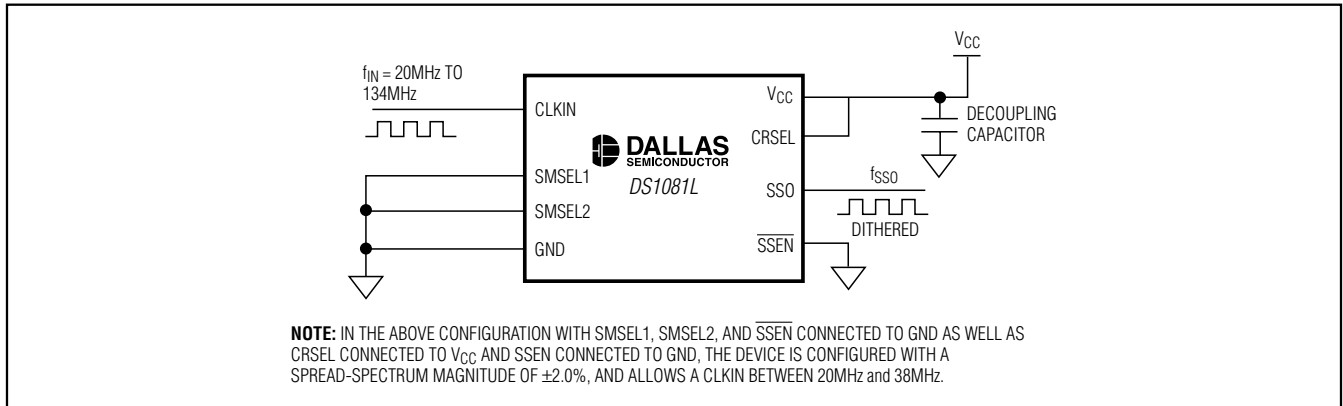 VCC
fIN = 20MHz TO
134MHz
CLKIN
VCC
DECOUPLING
CAPACITOR
CRSEL
DALLAS
SEMICONDUCTOR
DS1081L
SMSEL1
SSO
fSSO
SMSEL2
DITHERED
SSEN
GND
NOTE: IN THE ABOVE CONFIGURATION WITH SMSEL1, SMSEL2, AND SSEN CONNECTED TO GND AS WELL AS
CRSEL CONNECTED TO VCC AND SSEN CONNECTED TO GND, THE DEVICE IS CONFIGURED WITH A
SPREAD-SPECTRUM MAGNITUDE OF ±2.0%, AND ALLOWS A CLKIN BETWEEN 20MHz and 38MHz.